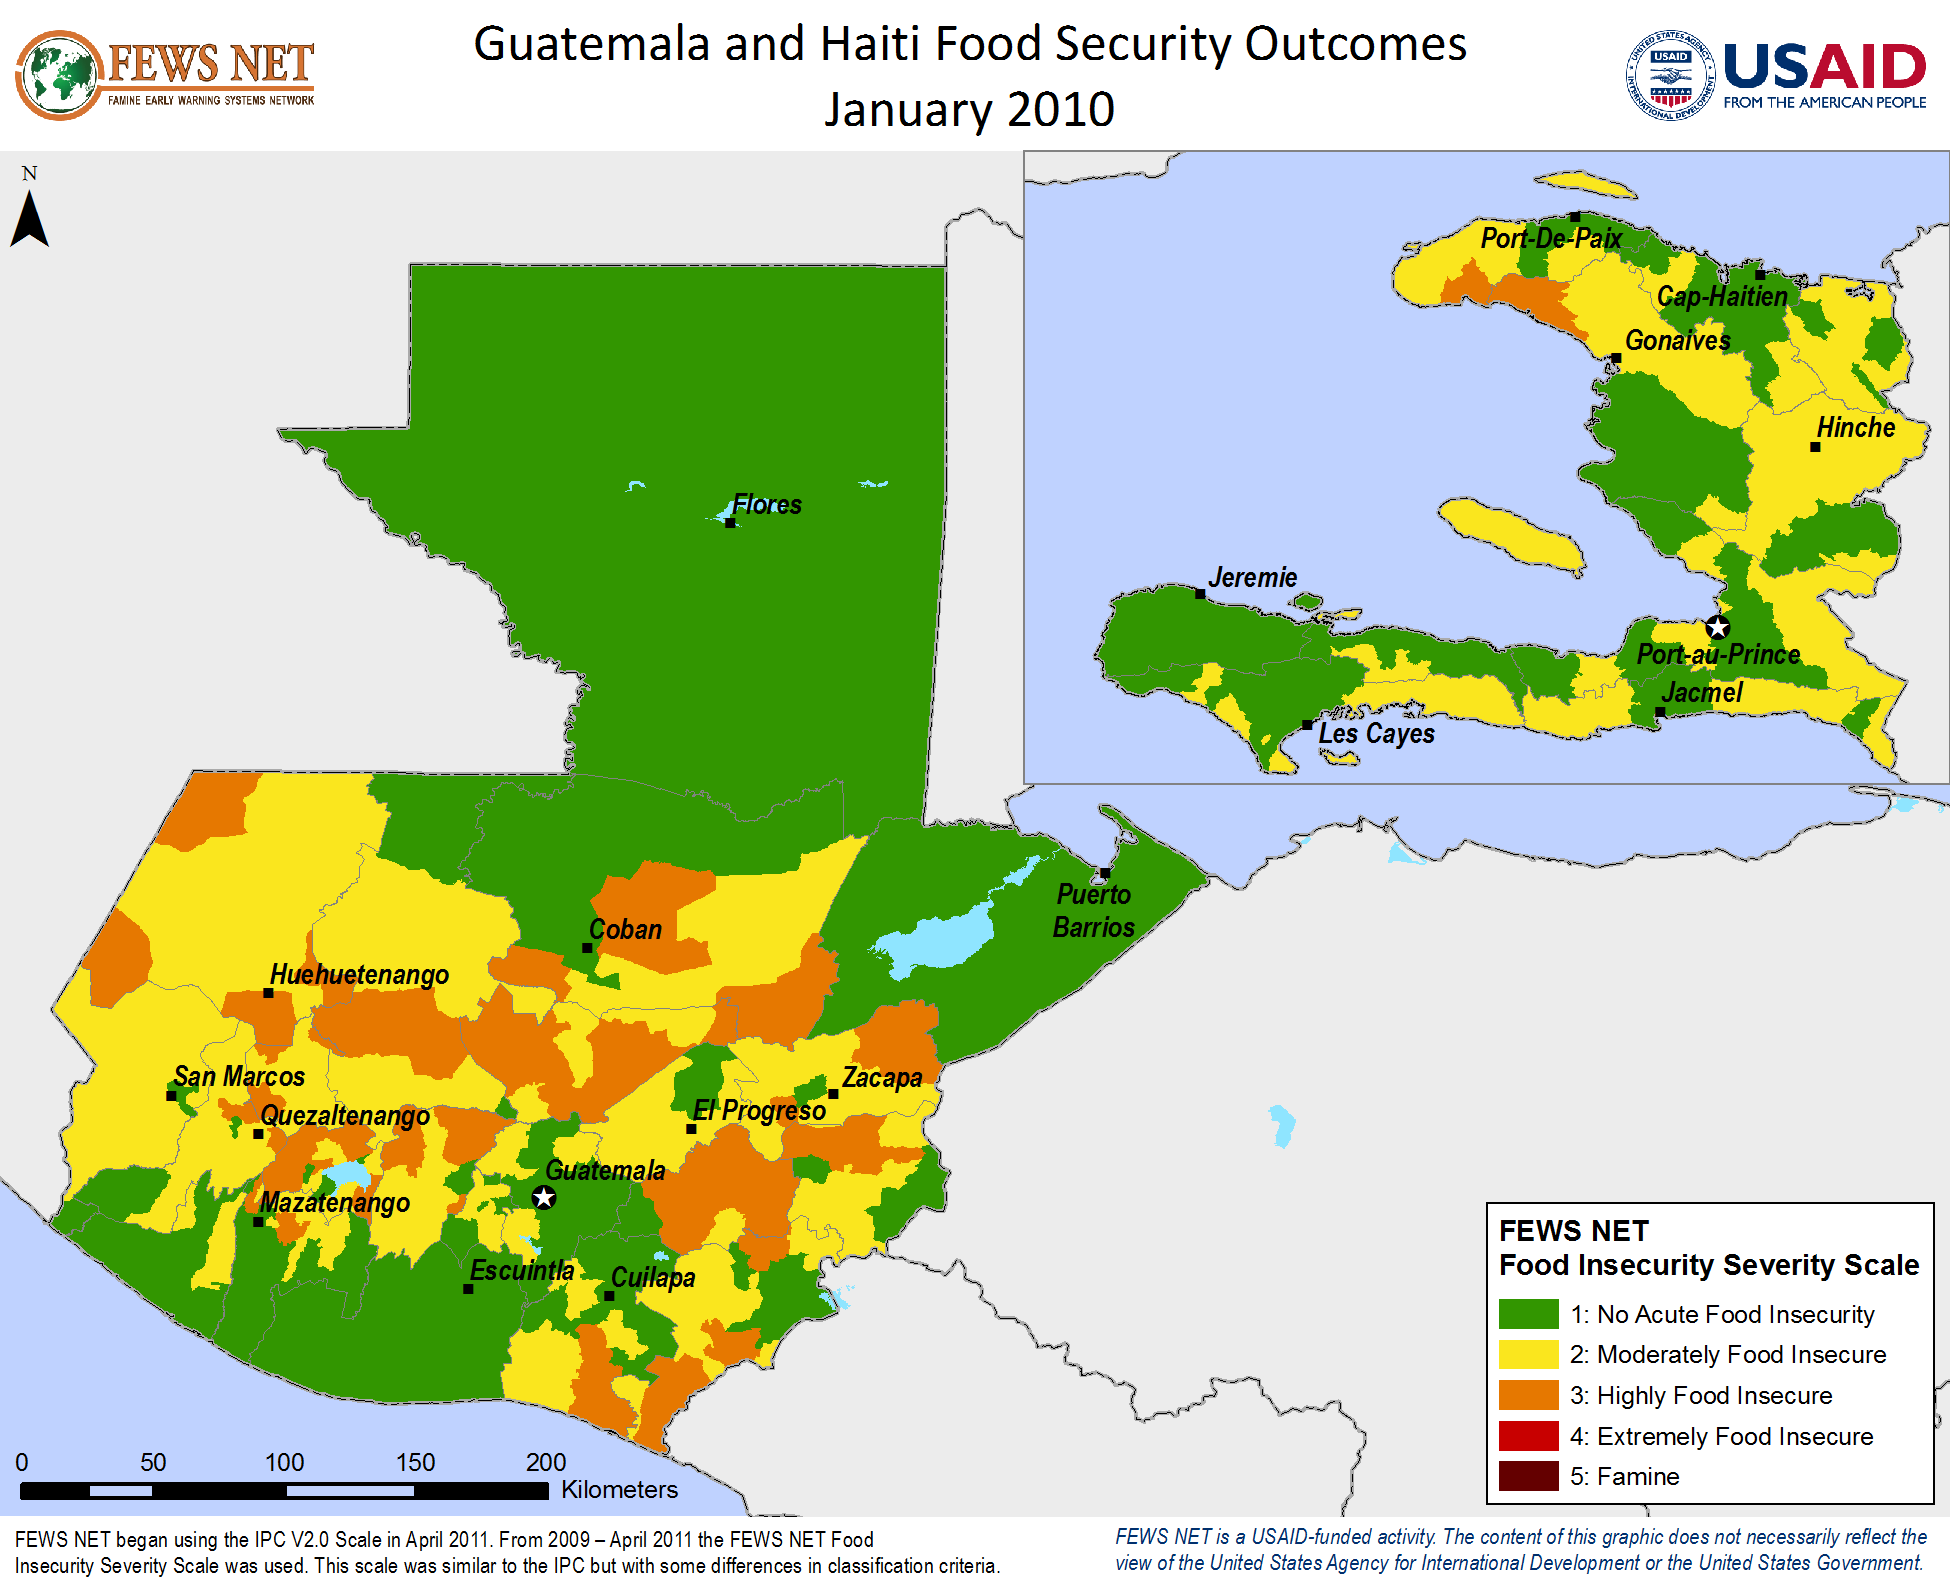 FEWS NET
FAMINE EARLY WARNING SYSTEMS NETWORK
Guatemala and Haiti Food Security Outcomes
January 2010
UNITED STATES AGENCY
USAID
INTERNATIONAL DEVELOPMENT
USAID
FROM THE AMERICAN PEOPLE
N
Port-De-Paix
Cap-Haitien
Gonaives
Hinche
Jeremie
Port-au-Prince
Jacmel
Les Cayes
Flores
Puerto
Barrios
Coban
Huehuetenango
San Marcos
Zacapa
Quezaltenango
El Progreso
Guatemala
Mazatenango
Escuintla
Cuilapa
FEWS NET
Food Insecurity Severity Scale
1: No Acute Food Insecurity
2: Moderately Food Insecure
3: Highly Food Insecure
4: Extremely Food Insecure
5: Famine
0 50 100 150 200
Kilometers
FEWS NET began using the IPC V2.0 Scale in April 2011. From 2009 – April 2011 the FEWS NET Food
Insecurity Severity Scale was used. This scale was similar to the IPC but with some differences in classification criteria.
FEWS NET is a USAID-funded activity. The content of this graphic does not necessarily reflect the
view of the United States Agency for International Development or the United States Government.